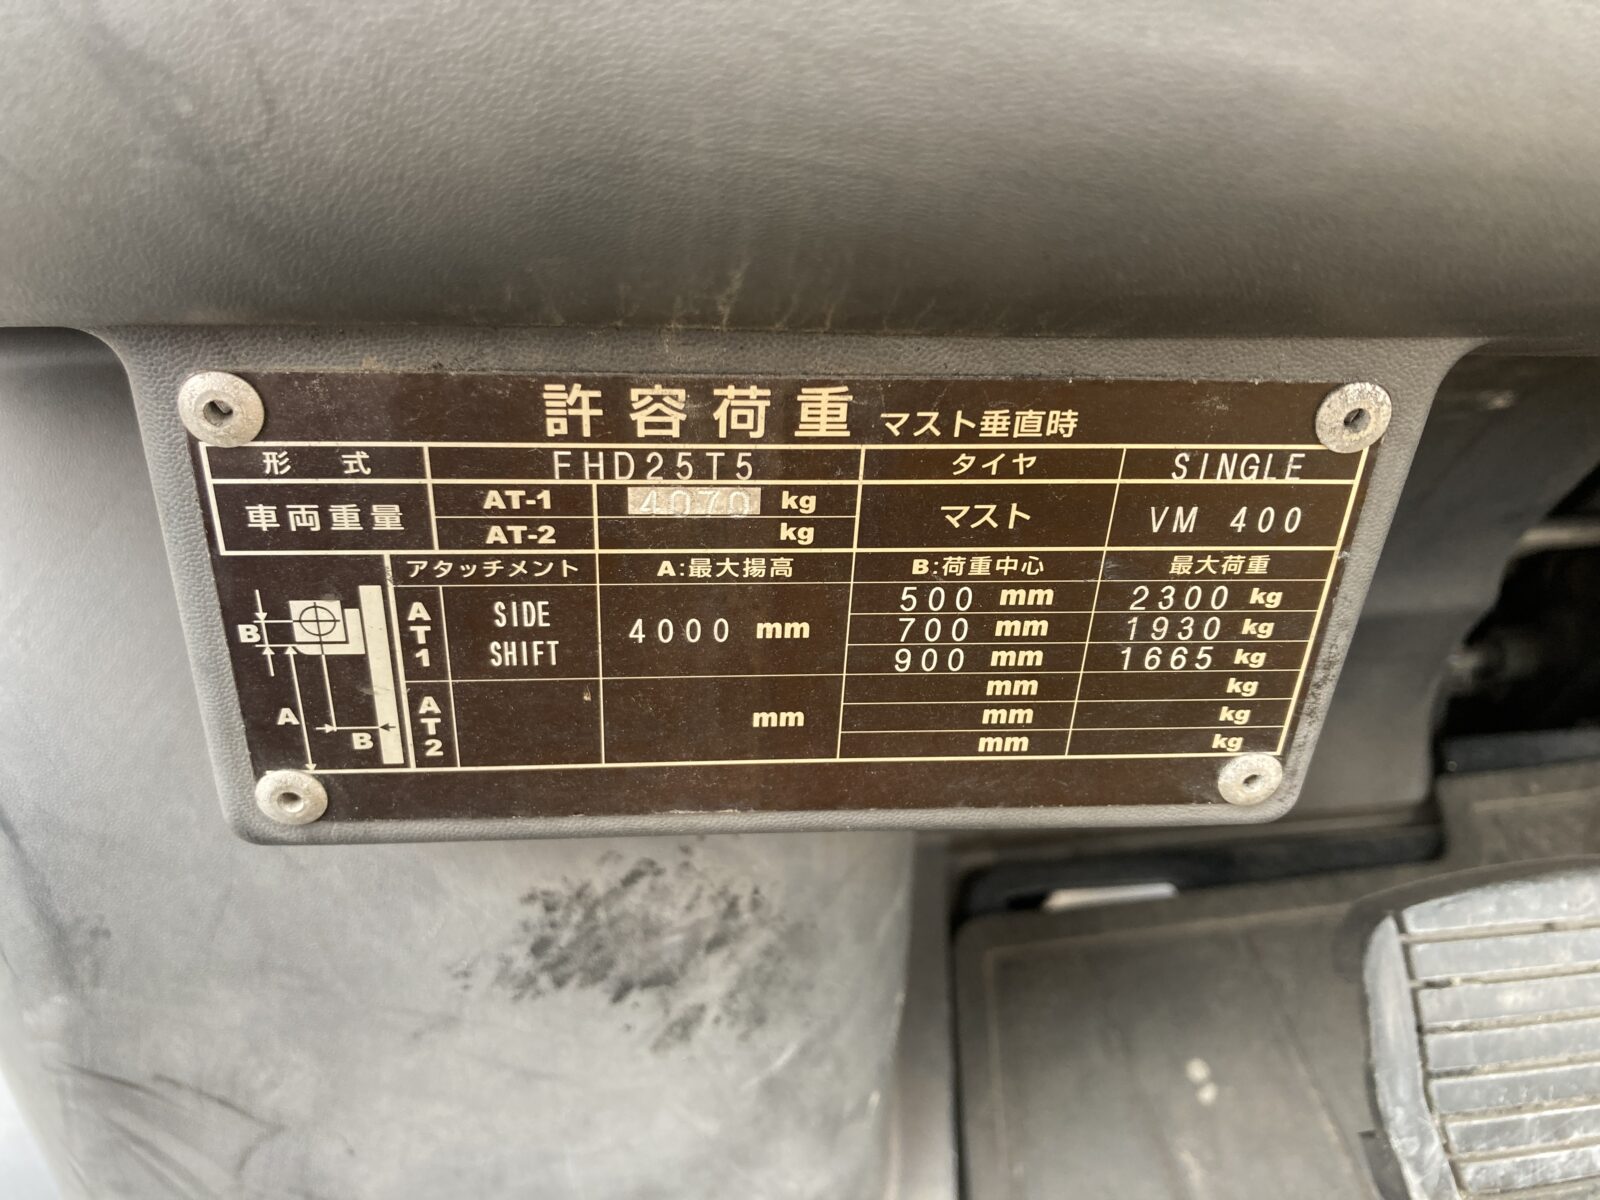 許容荷重 マスト垂直時
形式 FHD25T5 タイヤ SINGLE
車両重量 AT-1 4070 kg マスト VM 400
AT-2 kg
アタッチメント A:最大揚高 B:荷重中心 最大荷重
AT1 SIDE SHIFT 4000 mm 500 mm 2300 kg
700 mm 1930 kg
900 mm 1665 kg
AT2 mm mm kg
mm kg
mm kg
B
A
B